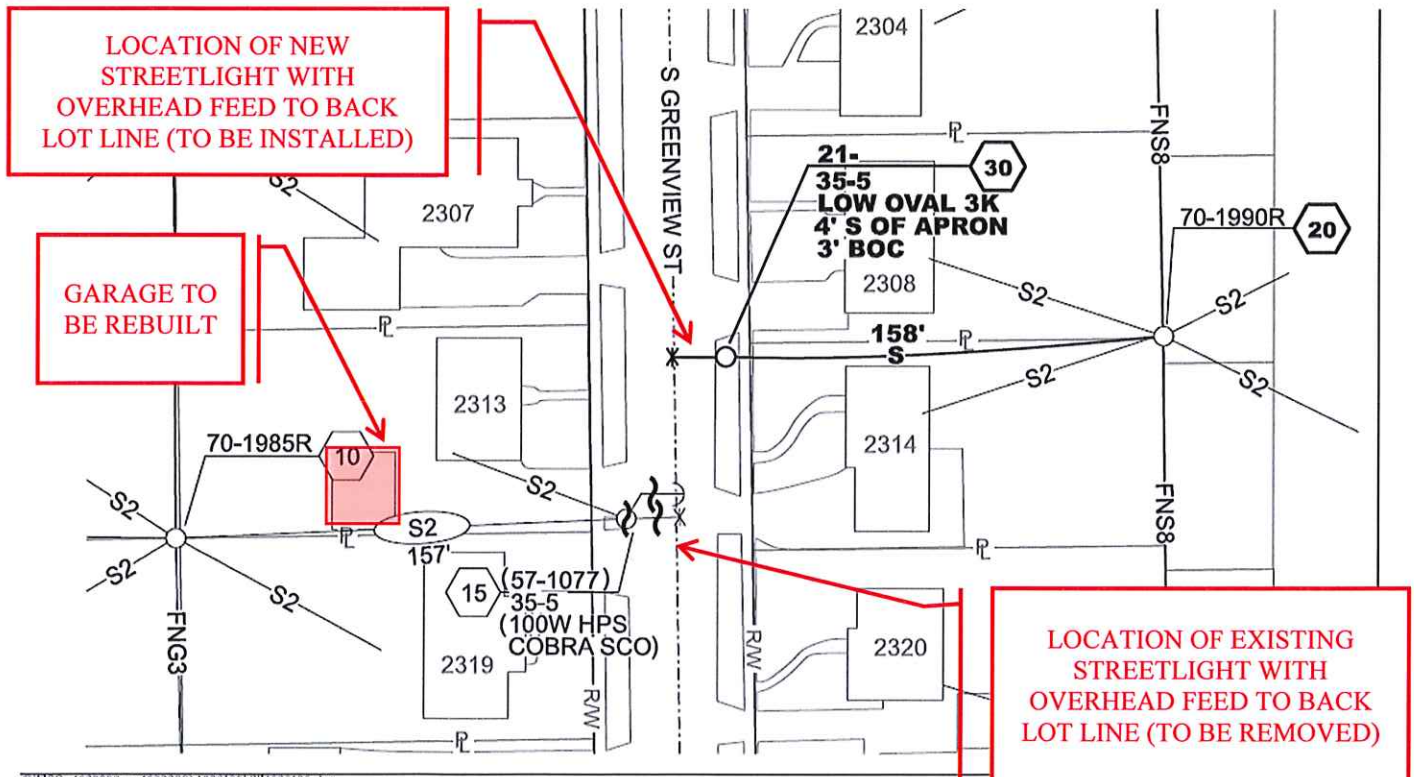 LOCATION OF NEW
STREETLIGHT WITH
OVERHEAD FEED TO BACK
LOT LINE (TO BE INSTALLED)
2304
S GREENVIEW ST
FNS8
PL
21-
35-5
LOW OVAL 3K
4' S OF APRON
3' BOC
30
70-1990R
20
S2
2307
GARAGE TO
BE REBUILT
PL
2308
S2
S2
158'
S
PL
S2
S2
2313
70-1985R
10
2314
S2
S2
S2
PL
157'
S2
S2
FNS8
PL
FNG3
15
(57-1077)
35-5
(100W HPS
COBRA SCO)
2319
R/W
R/W
2320
PL
LOCATION OF EXISTING
STREETLIGHT WITH
OVERHEAD FEED TO BACK
LOT LINE (TO BE REMOVED)